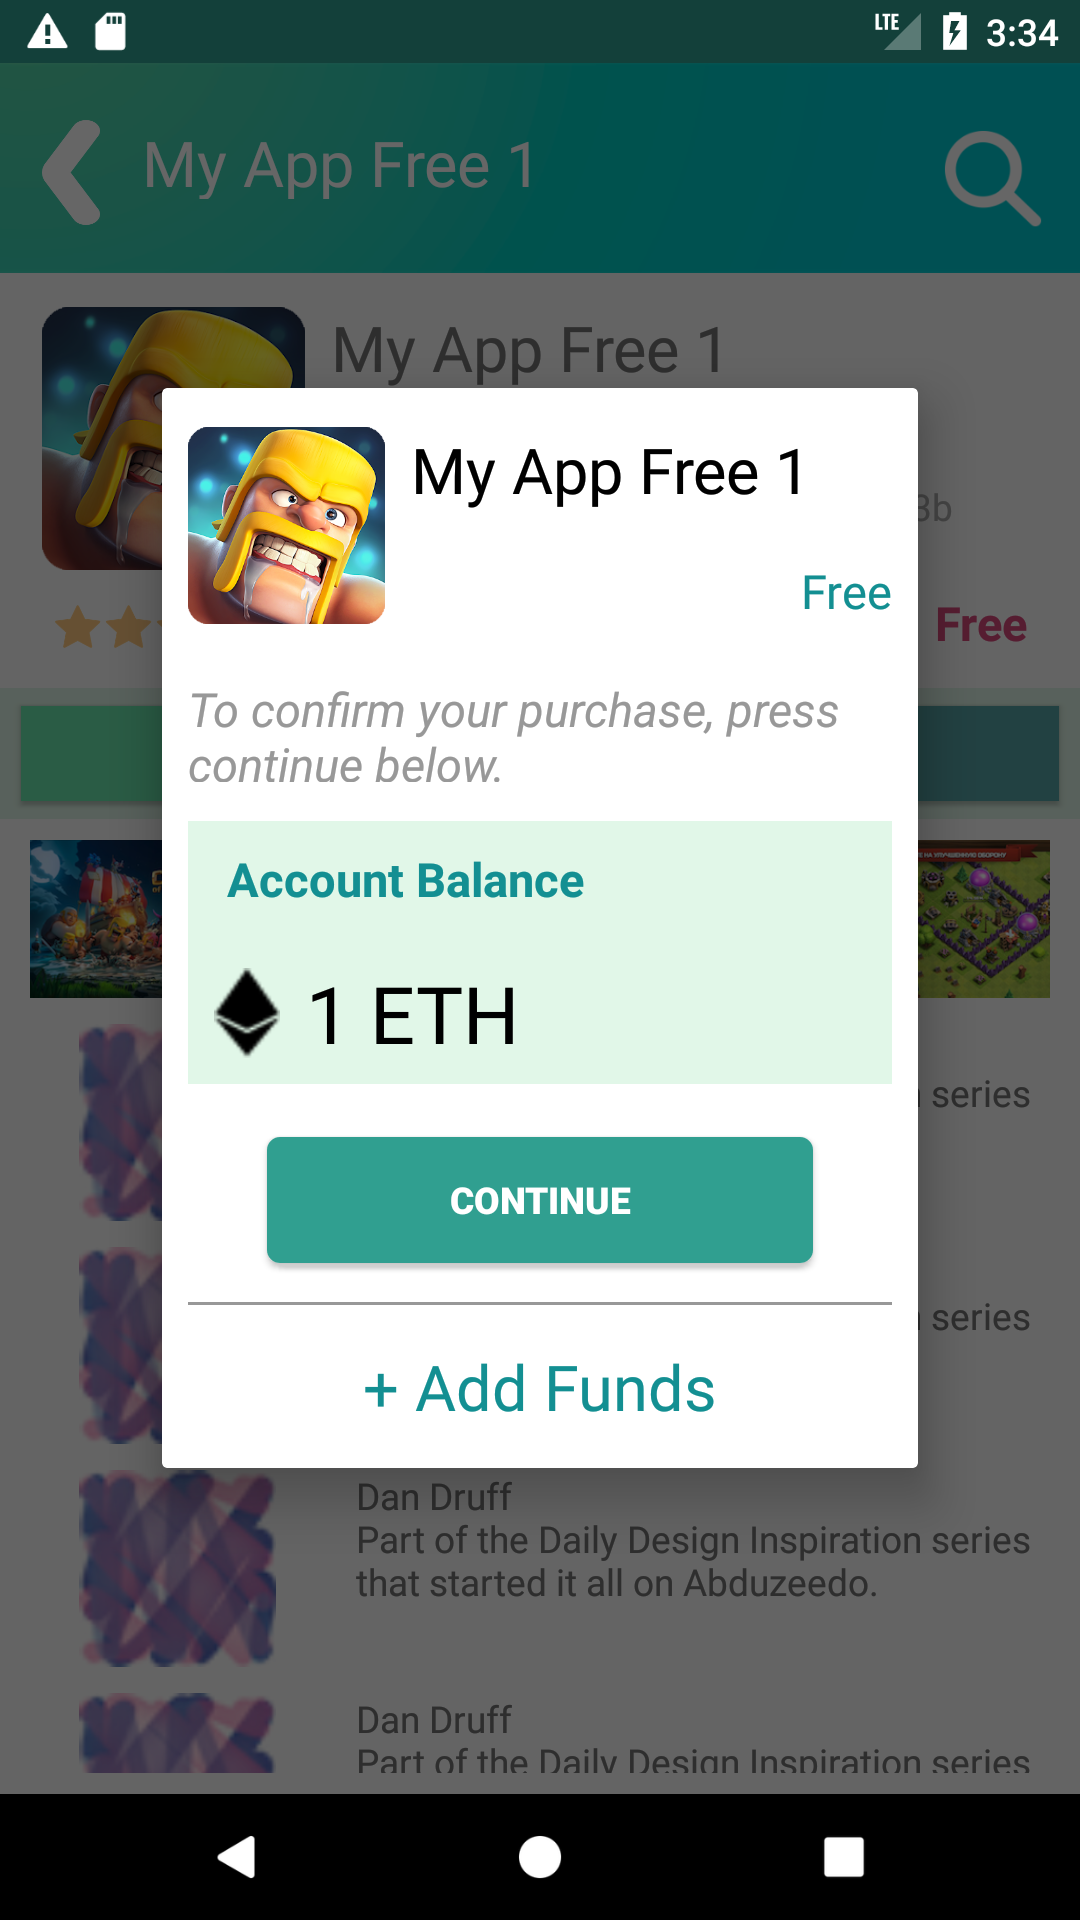 LTE 3:34
My App Free 1
My App Free 1
My App Free 1
Free
Free
To confirm your purchase, press
continue below.
Account Balance
1 ETH
series
CONTINUE
series
+ Add Funds
Dan Druff
Part of the Daily Design Inspiration series
that started it all on Abduzeedo.
Dan Druff
Part of the Daily Design Inspiration series